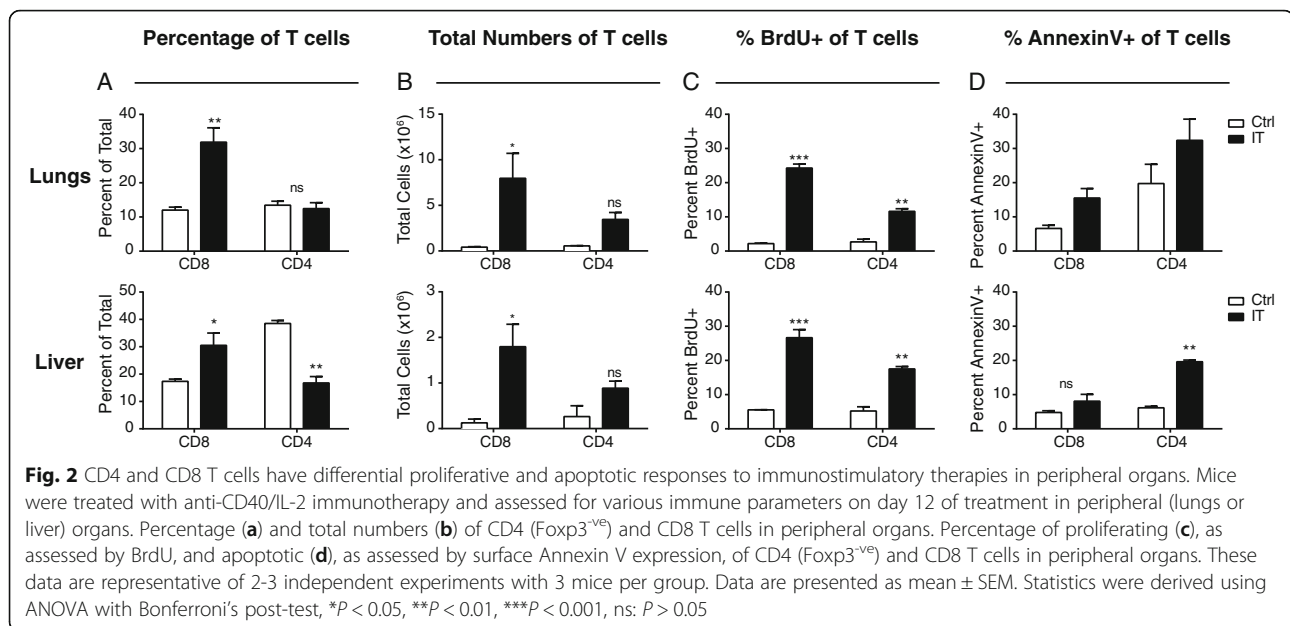 Percentage of T cells
Total Numbers of T cells
% BrdU+ of T cells
% AnnexinV+ of T cells
A
B
C
D
Lungs
Percent of Total
40
30
20
10
0
**
ns
CD8
CD4
Total Cells (x10⁶)
15
10
5
0
*
ns
CD8
CD4
Percent BrdU+
40
30
20
10
0
***
**
CD8
CD4
Percent AnnexinV+
40
30
20
10
0
CD8
CD4
Ctrl
IT
Liver
Percent of Total
50
40
30
20
10
0
*
**
CD8
CD4
Total Cells (x10⁶)
3
2
1
0
*
ns
CD8
CD4
Percent BrdU+
40
30
20
10
0
***
**
CD8
CD4
Percent AnnexinV+
40
30
20
10
0
ns
**
CD8
CD4
Ctrl
IT
Fig. 2 CD4 and CD8 T cells have differential proliferative and apoptotic responses to immunostimulatory therapies in peripheral organs. Mice
were treated with anti-CD40/IL-2 immunotherapy and assessed for various immune parameters on day 12 of treatment in peripheral (lungs or
liver) organs. Percentage (a) and total numbers (b) of CD4 (Foxp3⁻ᵛᵉ) and CD8 T cells in peripheral organs. Percentage of proliferating (c), as
assessed by BrdU, and apoptotic (d), as assessed by surface Annexin V expression, of CD4 (Foxp3⁻ᵛᵉ) and CD8 T cells in peripheral organs. These
data are representative of 2-3 independent experiments with 3 mice per group. Data are presented as mean ± SEM. Statistics were derived using
ANOVA with Bonferroni's post-test, *P < 0.05, **P < 0.01, ***P < 0.001, ns: P > 0.05